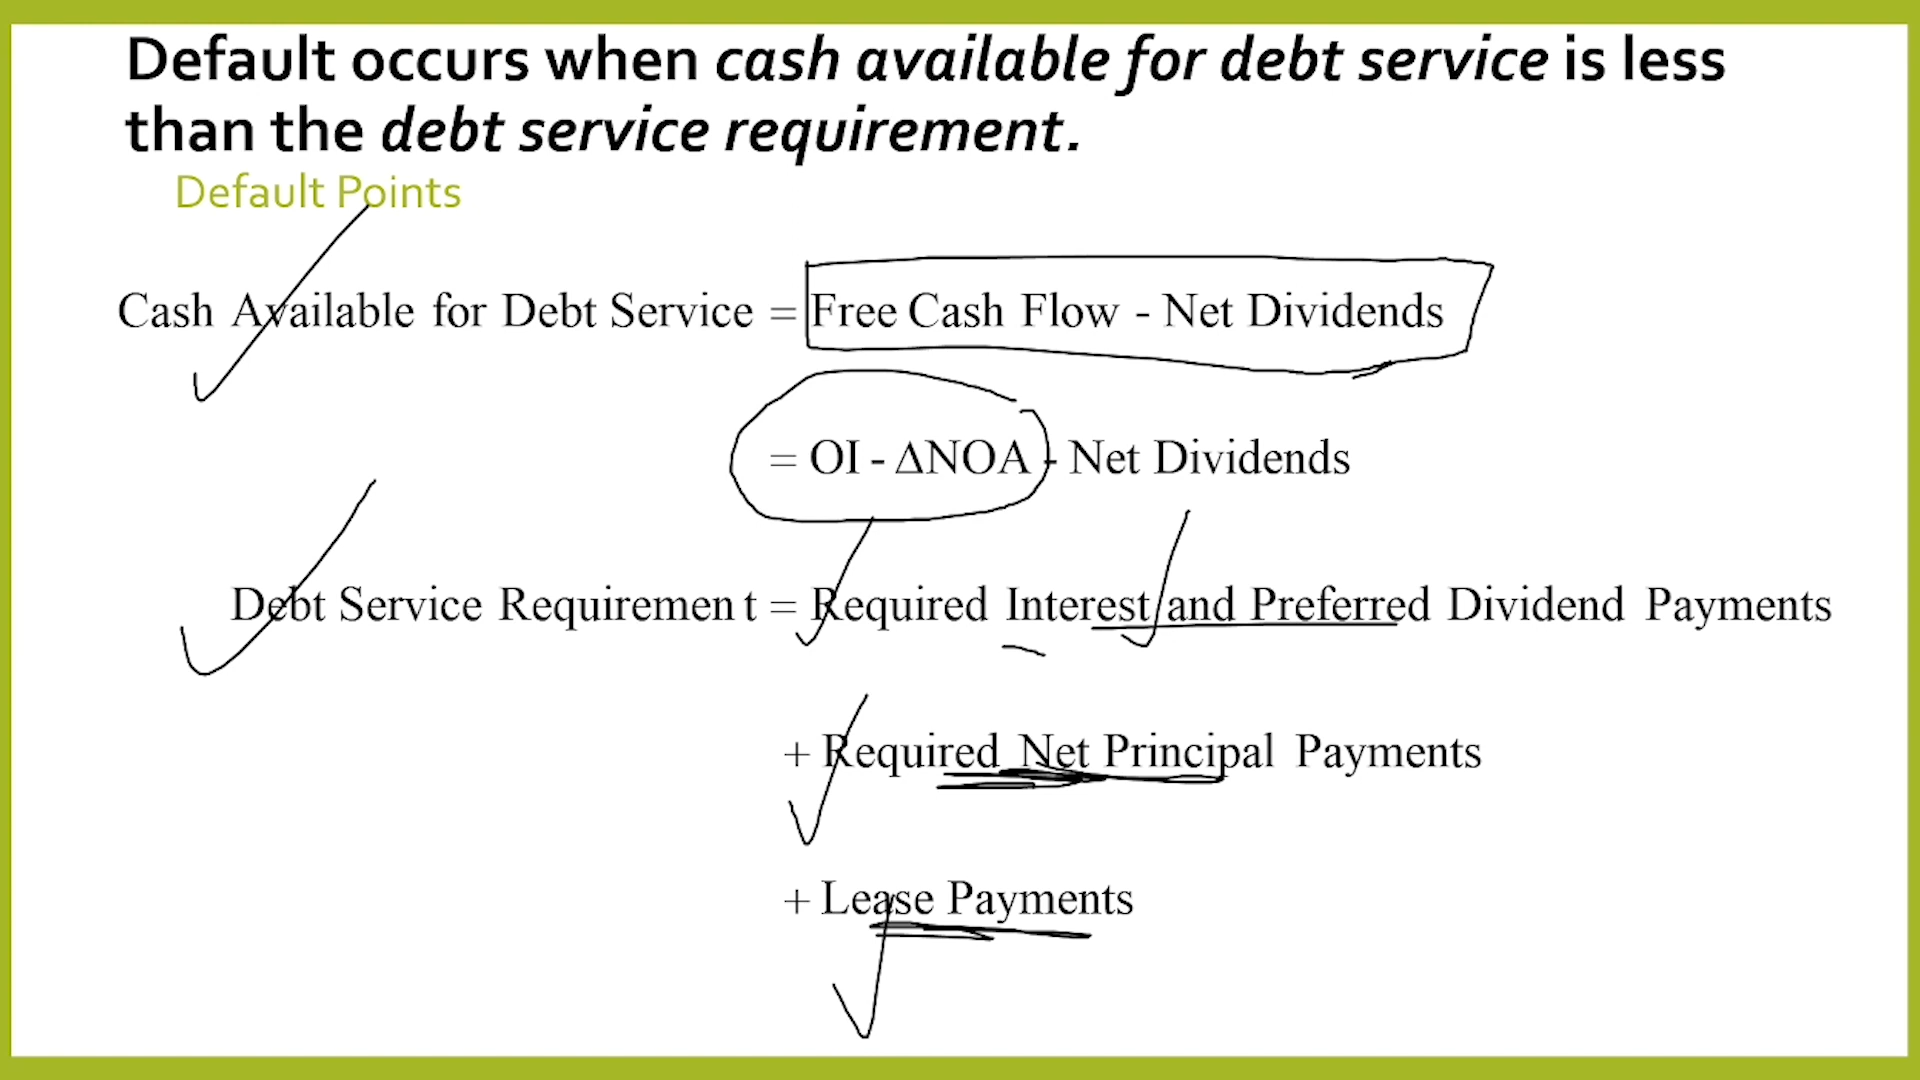 Default occurs when cash available for debt service is less
than the debt service requirement.
Default Points
Cash Available for Debt Service = Free Cash Flow - Net Dividends
= OI - ΔNOA - Net Dividends
Debt Service Requiremen t = Required Interest and Preferred Dividend Payments
+ Required Net Principal Payments
+ Lease Payments